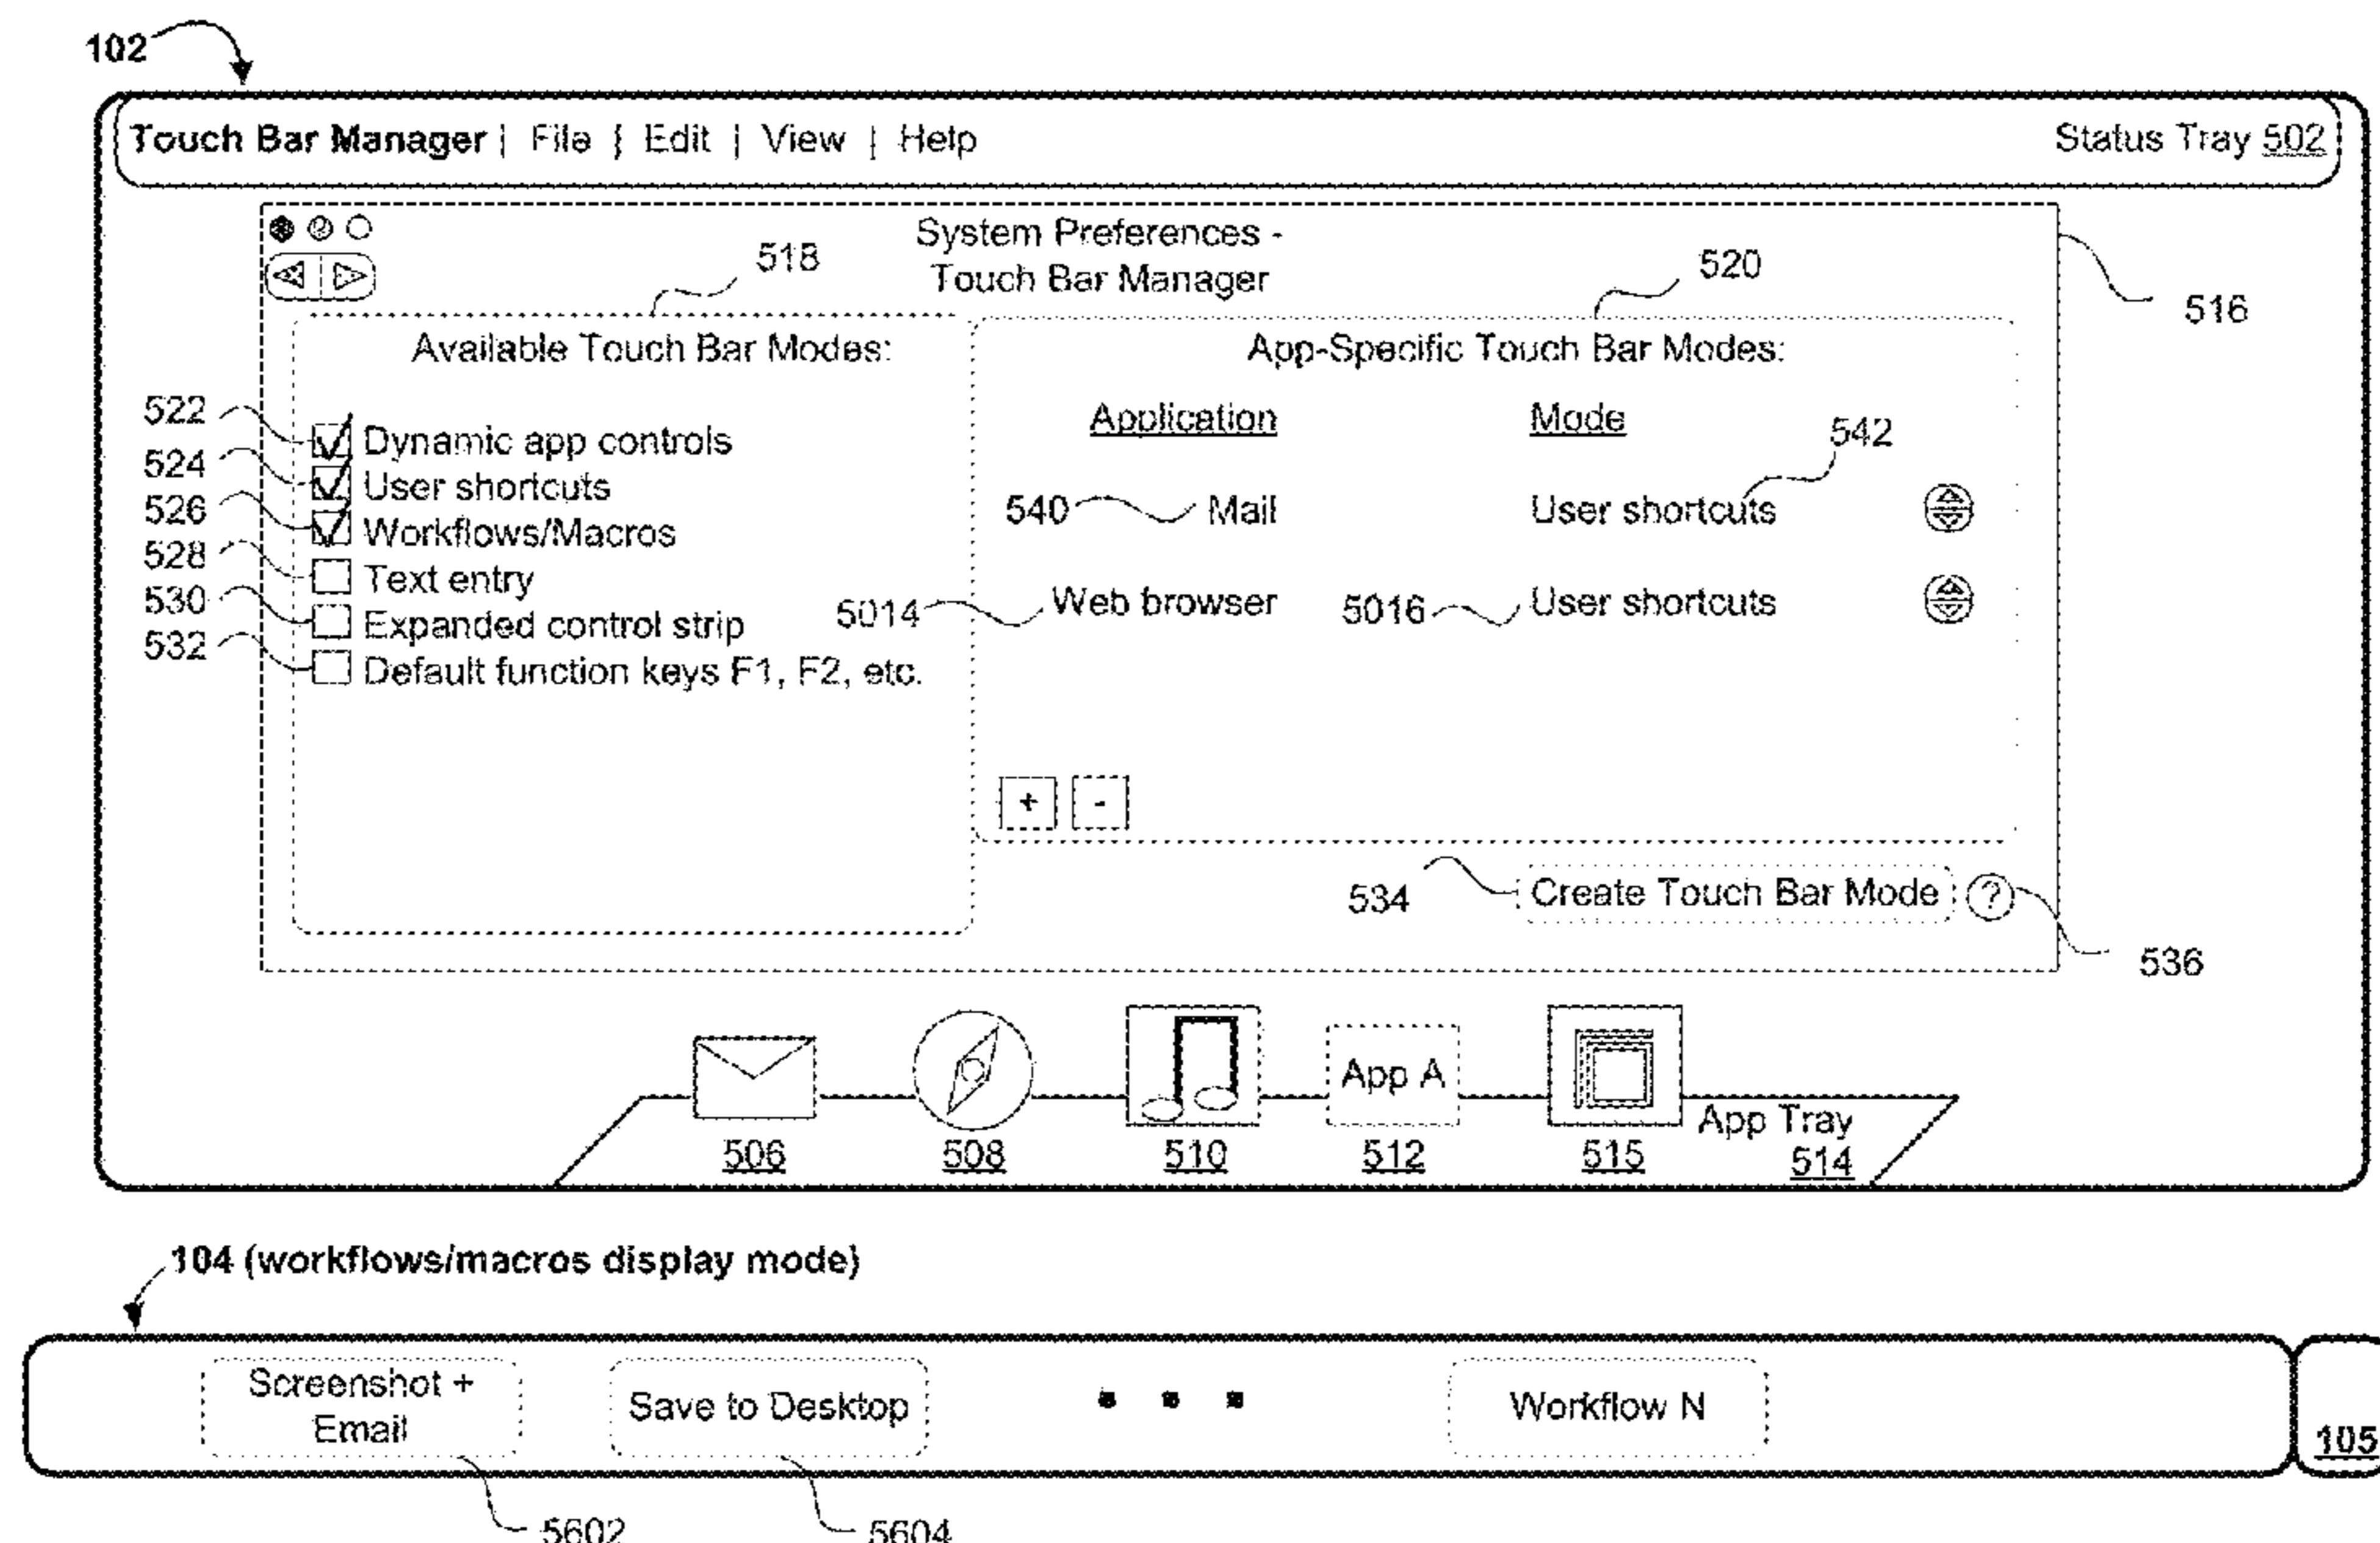 102
Touch Bar Manager | File | Edit | View | Help Status Tray 502
System Preferences -
Touch Bar Manager
518
520
516
Available Touch Bar Modes:
522 Dynamic app controls
524 User shortcuts
526 Workflows/Macros
528 Text entry
530 Expanded control strip
532 Default function keys F1, F2, etc.
App-Specific Touch Bar Modes:
Application Mode
542
540 Mail User shortcuts
5014 Web browser 5016 User shortcuts
+ -
534 Create Touch Bar Mode ?
536
App A
App Tray
506 508 510 512 515 514
104 (workflows/macros display mode)
Screenshot +
Email
Save to Desktop
• • •
Workflow N
105
5602 5604